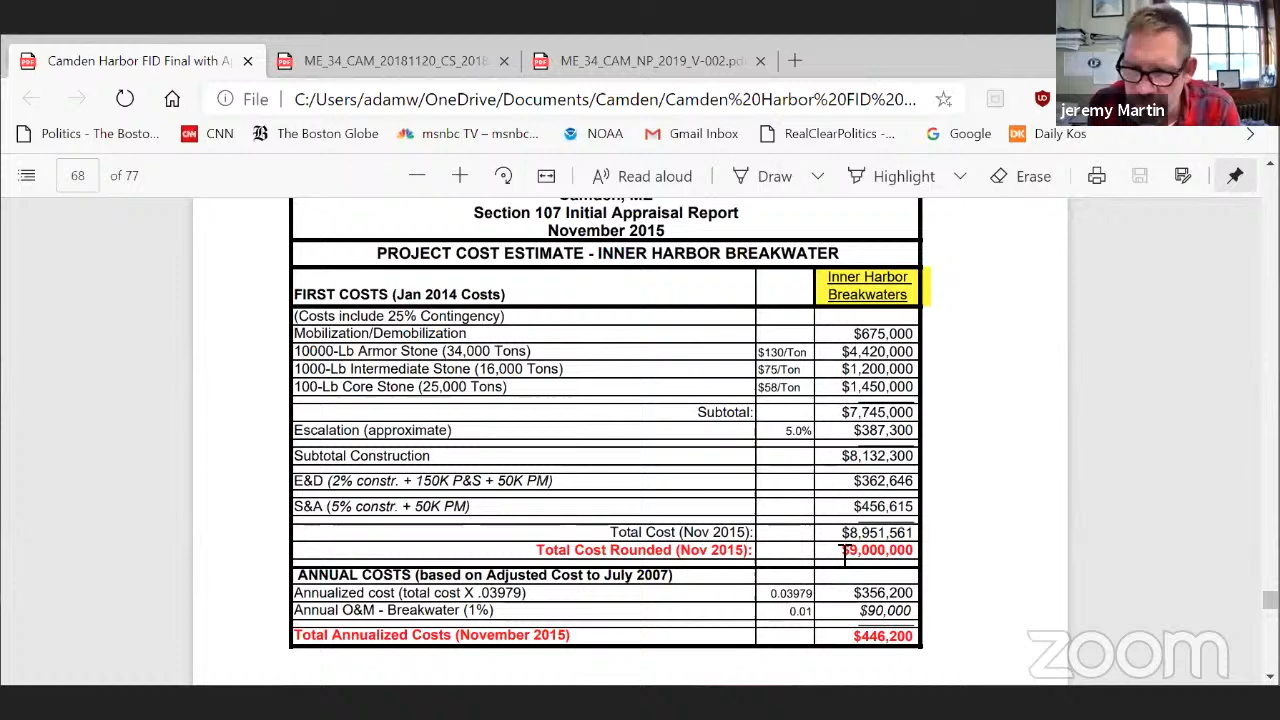 Camden Harbor FID Final with A
ME_34_CAM_20181120_CS_2018
ME_34_CAM_NP_2019_V-002.pd
jeremy Martin
File C:/Users/adamw/OneDrive/Documents/Camden/Camden%20Harbor%20FID%20...
Politics - The Bosto... CNN The Boston Globe msnbc TV – msnbc... NOAA Gmail Inbox RealClearPolitics -... Google Daily Kos
68 of 77 Read aloud Draw Highlight Erase
Camden, ME
Section 107 Initial Appraisal Report
November 2015
PROJECT COST ESTIMATE - INNER HARBOR BREAKWATER
FIRST COSTS (Jan 2014 Costs) Inner Harbor
Breakwaters
(Costs include 25% Contingency)
Mobilization/Demobilization $675,000
10000-Lb Armor Stone (34,000 Tons) $130/Ton $4,420,000
1000-Lb Intermediate Stone (16,000 Tons) $75/Ton $1,200,000
100-Lb Core Stone (25,000 Tons) $58/Ton $1,450,000
Subtotal: $7,745,000
Escalation (approximate) 5.0% $387,300
Subtotal Construction $8,132,300
E&D (2% constr. + 150K P&S + 50K PM) $362,646
S&A (5% constr. + 50K PM) $456,615
Total Cost (Nov 2015): $8,951,561
Total Cost Rounded (Nov 2015): $9,000,000
ANNUAL COSTS (based on Adjusted Cost to July 2007)
Annualized cost (total cost X .03979) 0.03979 $356,200
Annual O&M - Breakwater (1%) 0.01 $90,000
Total Annualized Costs (November 2015) $446,200
zoom